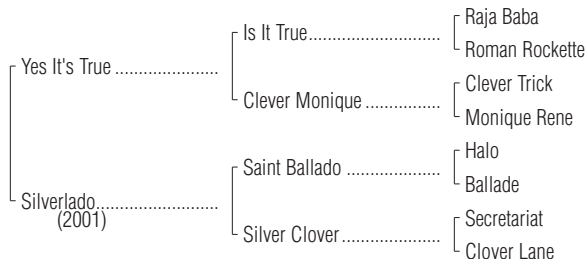 Raja Baba
Is It True
Roman Rockette
Yes It's True
Clever Trick
Clever Monique
Monique Rene
Halo
Saint Ballado
Ballade
Silverlado
(2001)
Secretariat
Silver Clover
Clover Lane